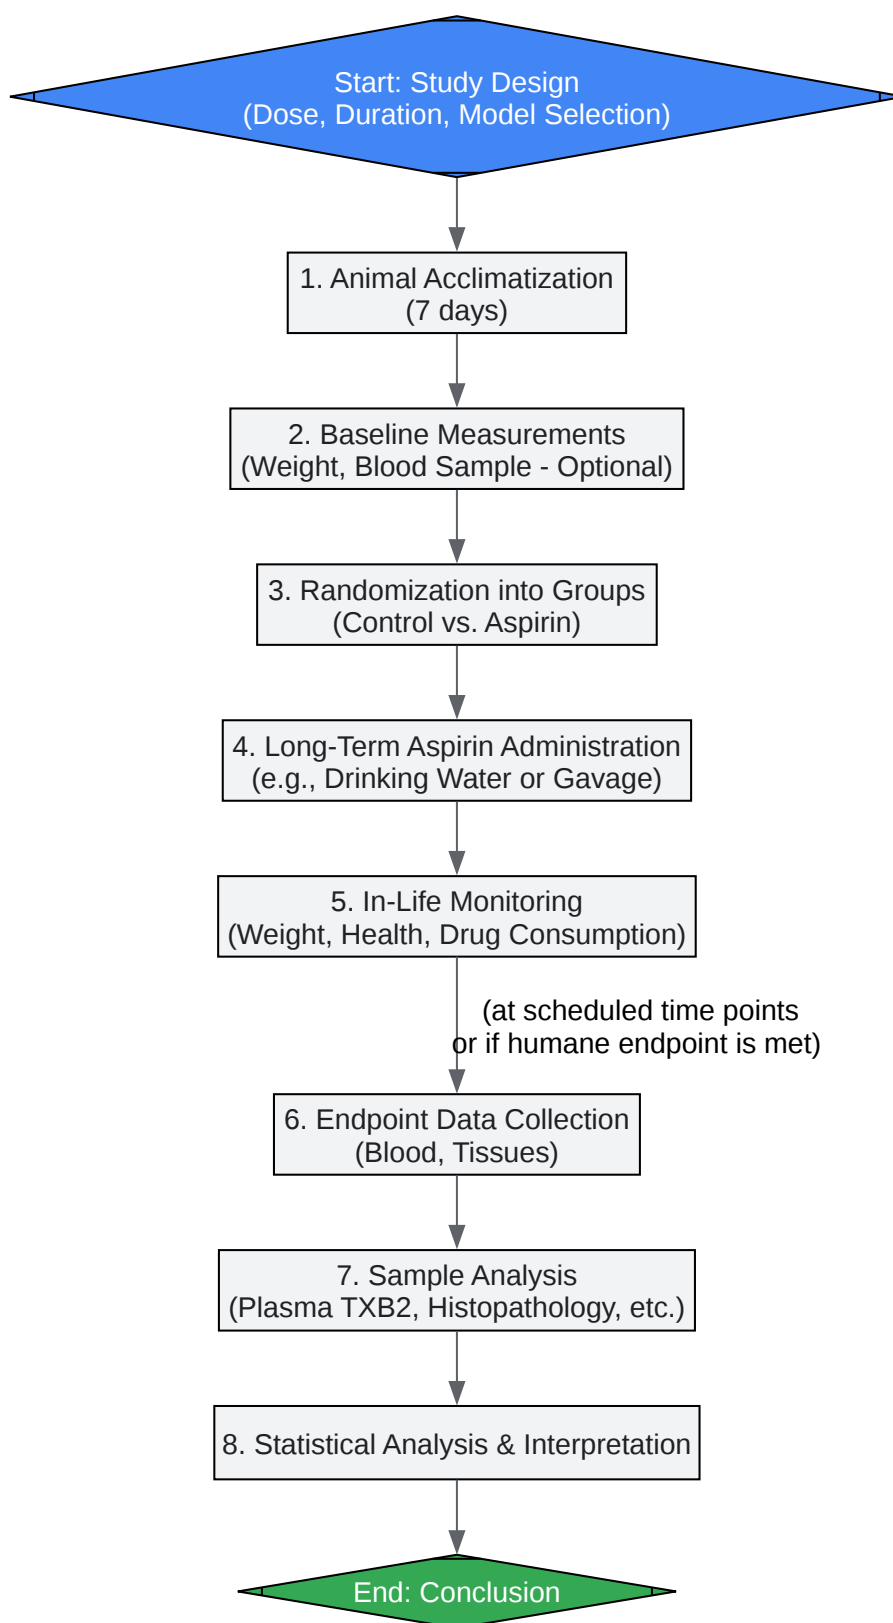 Start: Study Design
(Dose, Duration, Model Selection)
1. Animal Acclimatization
(7 days)
2. Baseline Measurements
(Weight, Blood Sample - Optional)
3. Randomization into Groups
(Control vs. Aspirin)
4. Long-Term Aspirin Administration
(e.g., Drinking Water or Gavage)
5. In-Life Monitoring
(Weight, Health, Drug Consumption)
(at scheduled time points
or if humane endpoint is met)
6. Endpoint Data Collection
(Blood, Tissues)
7. Sample Analysis
(Plasma TXB2, Histopathology, etc.)
8. Statistical Analysis & Interpretation
End: Conclusion